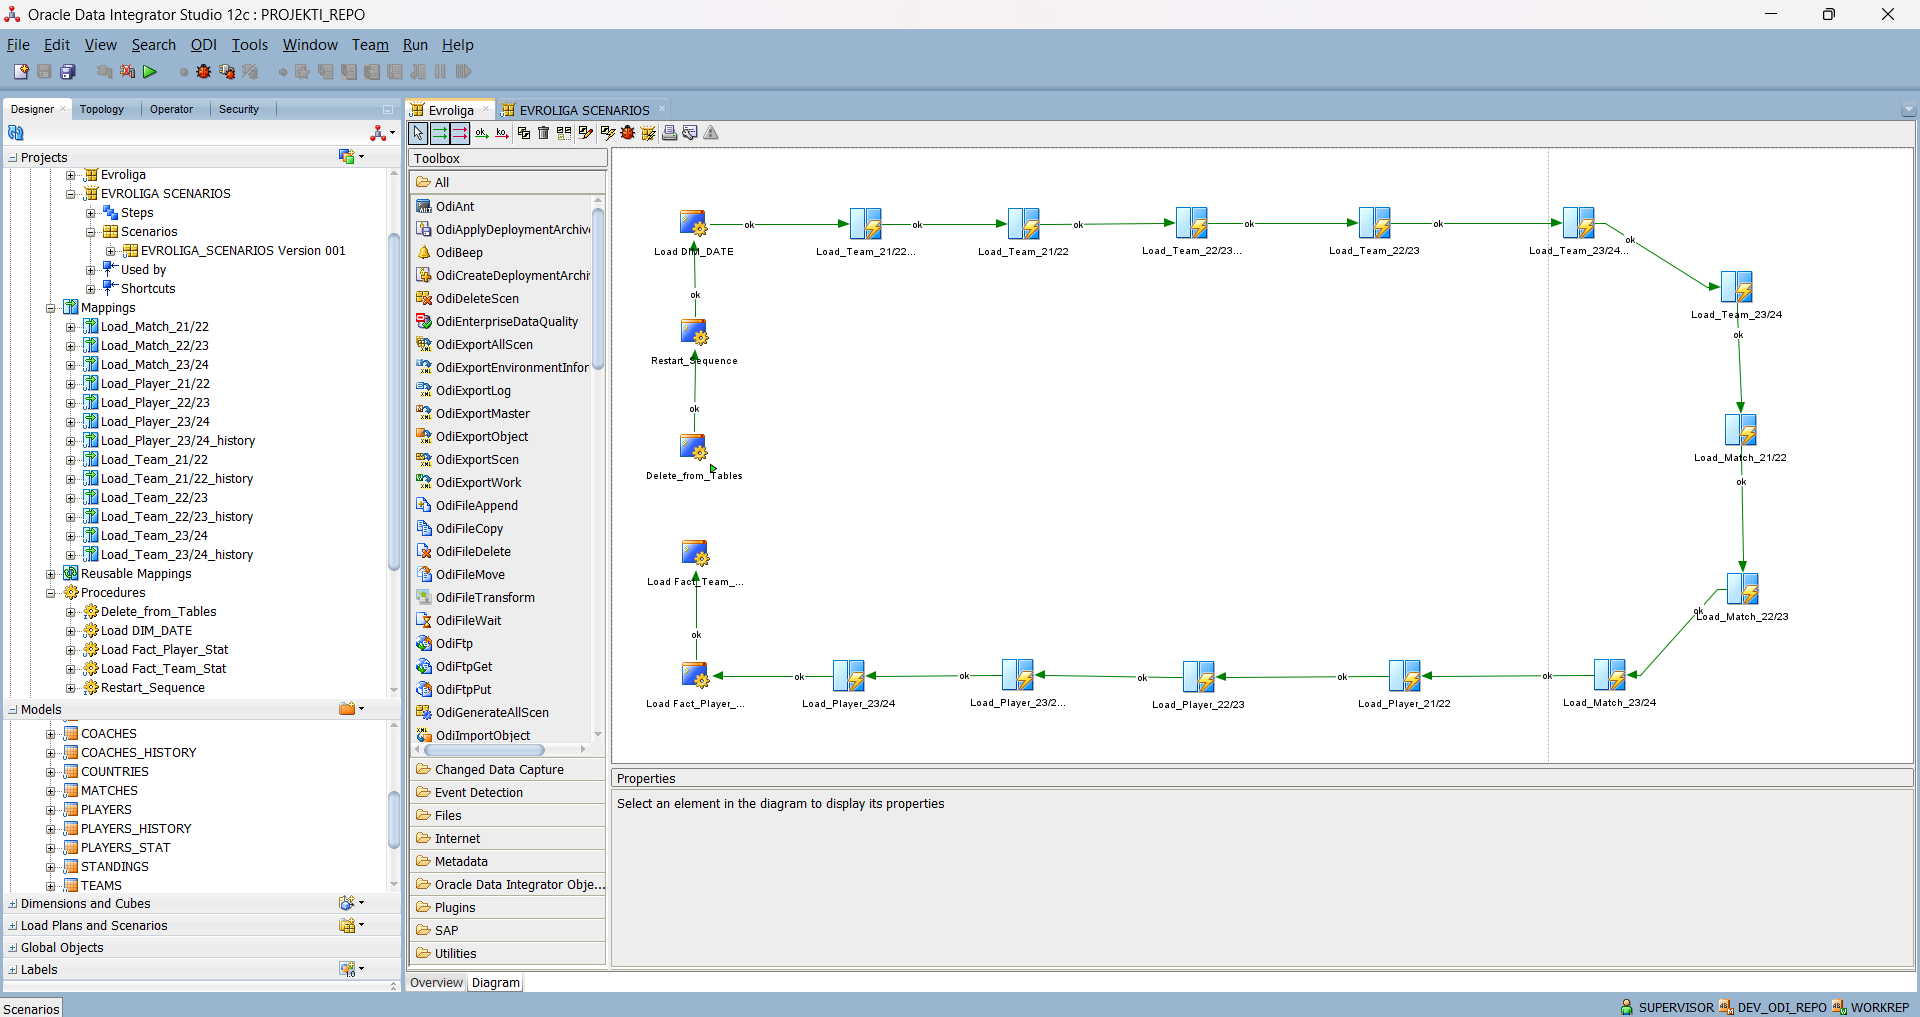 Oracle Data Integrator Studio 12c : PROJEKTI_REPO
File Edit View Search ODI Tools Window Team Run Help
Designer Topology Operator Security
Projects
Evroliga
EVROLIGA SCENARIOS
Steps
Scenarios
EVROLIGA_SCENARIOS Version 001
Used by
Shortcuts
Mappings
Load_Match_21/22
Load_Match_22/23
Load_Match_23/24
Load_Player_21/22
Load_Player_22/23
Load_Player_23/24
Load_Player_23/24_history
Load_Team_21/22
Load_Team_21/22_history
Load_Team_22/23
Load_Team_22/23_history
Load_Team_23/24
Load_Team_23/24_history
Reusable Mappings
Procedures
Delete_from_Tables
Load DIM_DATE
Load Fact_Player_Stat
Load Fact_Team_Stat
Restart_Sequence
Models
COACHES
COACHES_HISTORY
COUNTRIES
MATCHES
PLAYERS
PLAYERS_HISTORY
PLAYERS_STAT
STANDINGS
TEAMS
Dimensions and Cubes
Load Plans and Scenarios
Global Objects
Labels
Scenarios
Evroliga EVROLIGA SCENARIOS
ok ko
Toolbox
All
OdiAnt
OdiApplyDeploymentArchiv
OdiBeep
OdiCreateDeploymentArchi
OdiDeleteScen
OdiEnterpriseDataQuality
OdiExportAllScen
OdiExportEnvironmentInfor
OdiExportLog
OdiExportMaster
OdiExportObject
OdiExportScen
OdiExportWork
OdiFileAppend
OdiFileCopy
OdiFileDelete
OdiFileMove
OdiFileTransform
OdiFileWait
OdiFtp
OdiFtpGet
OdiFtpPut
OdiGenerateAllScen
OdiImportObject
Changed Data Capture
Event Detection
Files
Internet
Metadata
Oracle Data Integrator Obje...
Plugins
SAP
Utilities
Overview Diagram
ok ok ok ok ok ok
Load DIM_DATE Load_Team_21/22... Load_Team_21/22 Load_Team_22/23... Load_Team_22/23 Load_Team_23/24...
ok
Load_Team_23/24
ok
Restart_Sequence
ok
Load_Match_21/22
Delete_from_Tables
ok
Load Fact_Team_...
ok
Load_Match_22/23
ok
ok ok ok ok ok
Load Fact_Player_... Load_Player_23/24 Load_Player_23/2... Load_Player_22/23 Load_Player_21/22 Load_Match_23/24
Properties
Select an element in the diagram to display its properties
SUPERVISOR DEV_ODI_REPO WORKREP